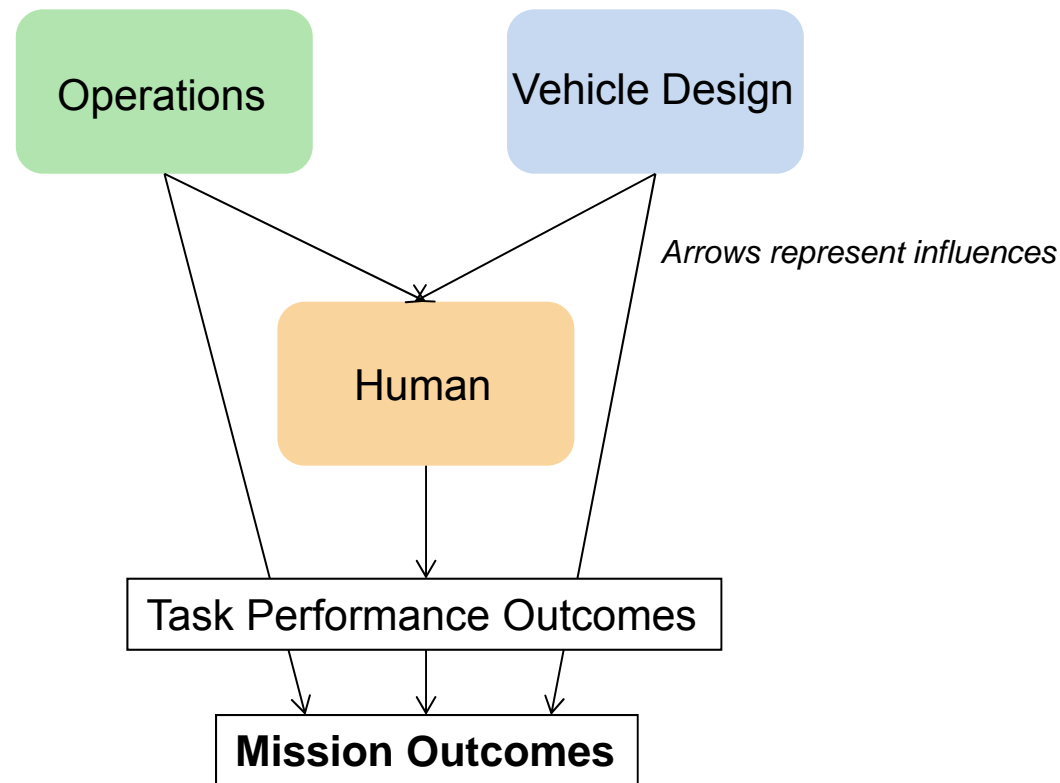 Operations
Vehicle Design
Arrows represent influences
Human
Task Performance Outcomes
Mission Outcomes